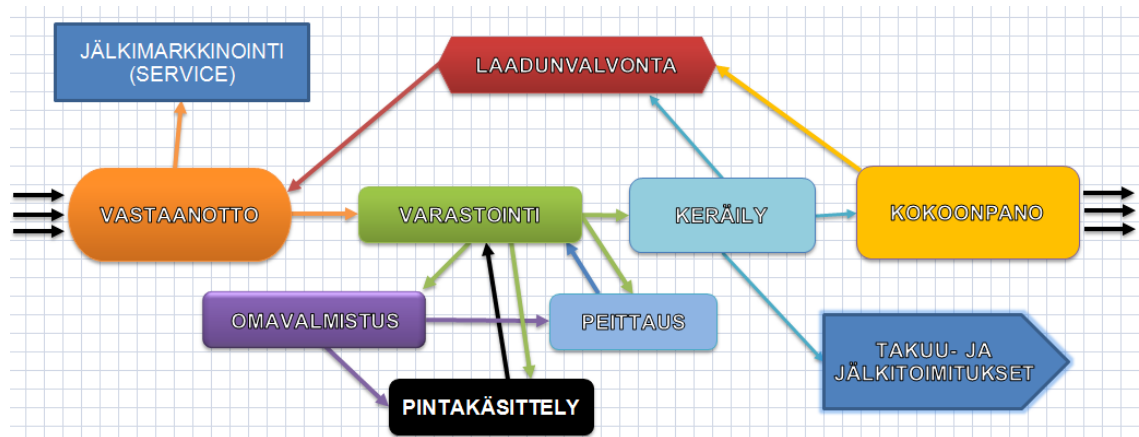 JÄLKIMARKKINOINTI
(SERVICE)
LAADUNVALVONTA
VASTAANOTTO
VARASTOINTI
KERÄILY
KOKOONPANO
OMAVALMISTUS
PEITTAUS
TAKUU- JA
JÄLKITOIMITUKSET
PINTAKÄSITTELY